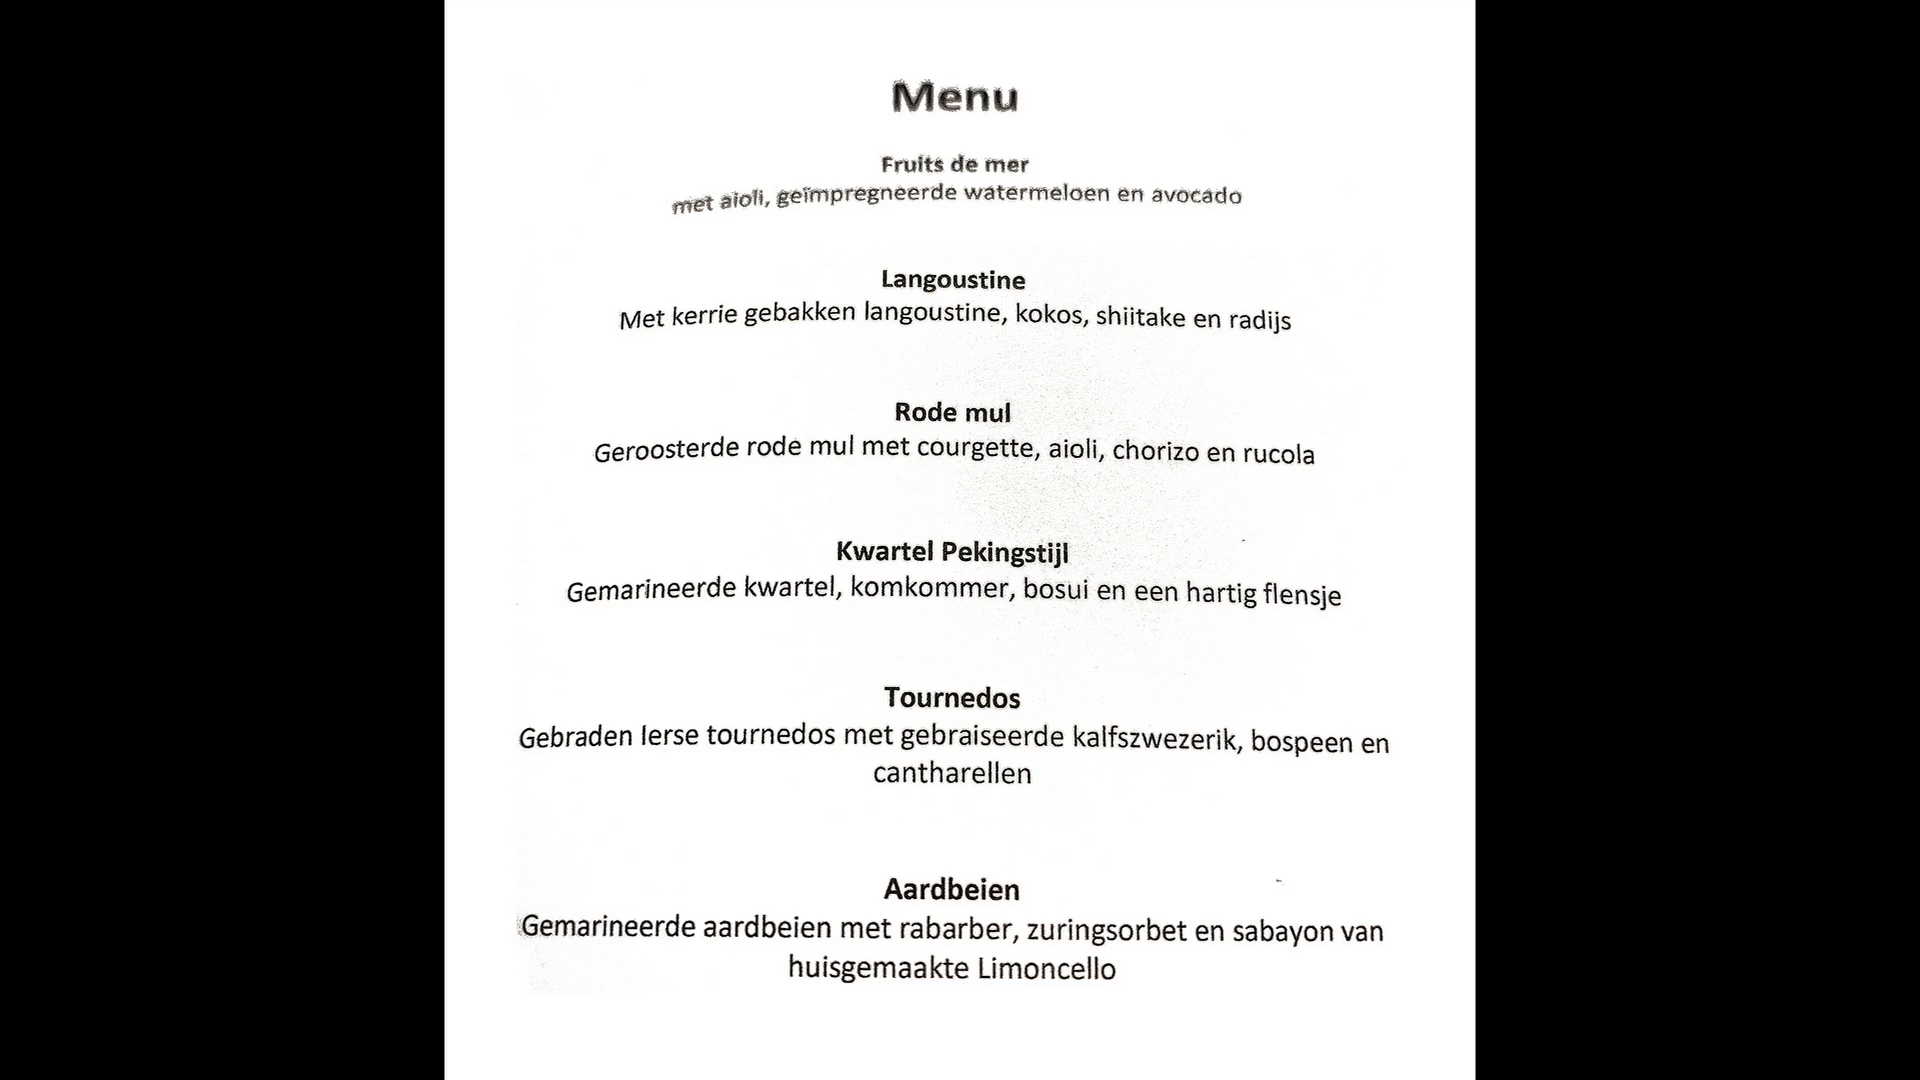 Menu
Fruits de mer
met aioli, geïmpregneerde watermeloen en avocado
Langoustine
Met kerrie gebakken langoustine, kokos, shiitake en radijs
Rode mul
Geroosterde rode mul met courgette, aioli, chorizo en rucola
Kwartel Pekingstijl
Gemarineerde kwartel, komkommer, bosui en een hartig flensje
Tournedos
Gebraden Ierse tournedos met gebraiseerde kalfszwezerik, bospeen en
cantharellen
Aardbeien
Gemarineerde aardbeien met rabarber, zuringsorbet en sabayon van
huisgemaakte Limoncello